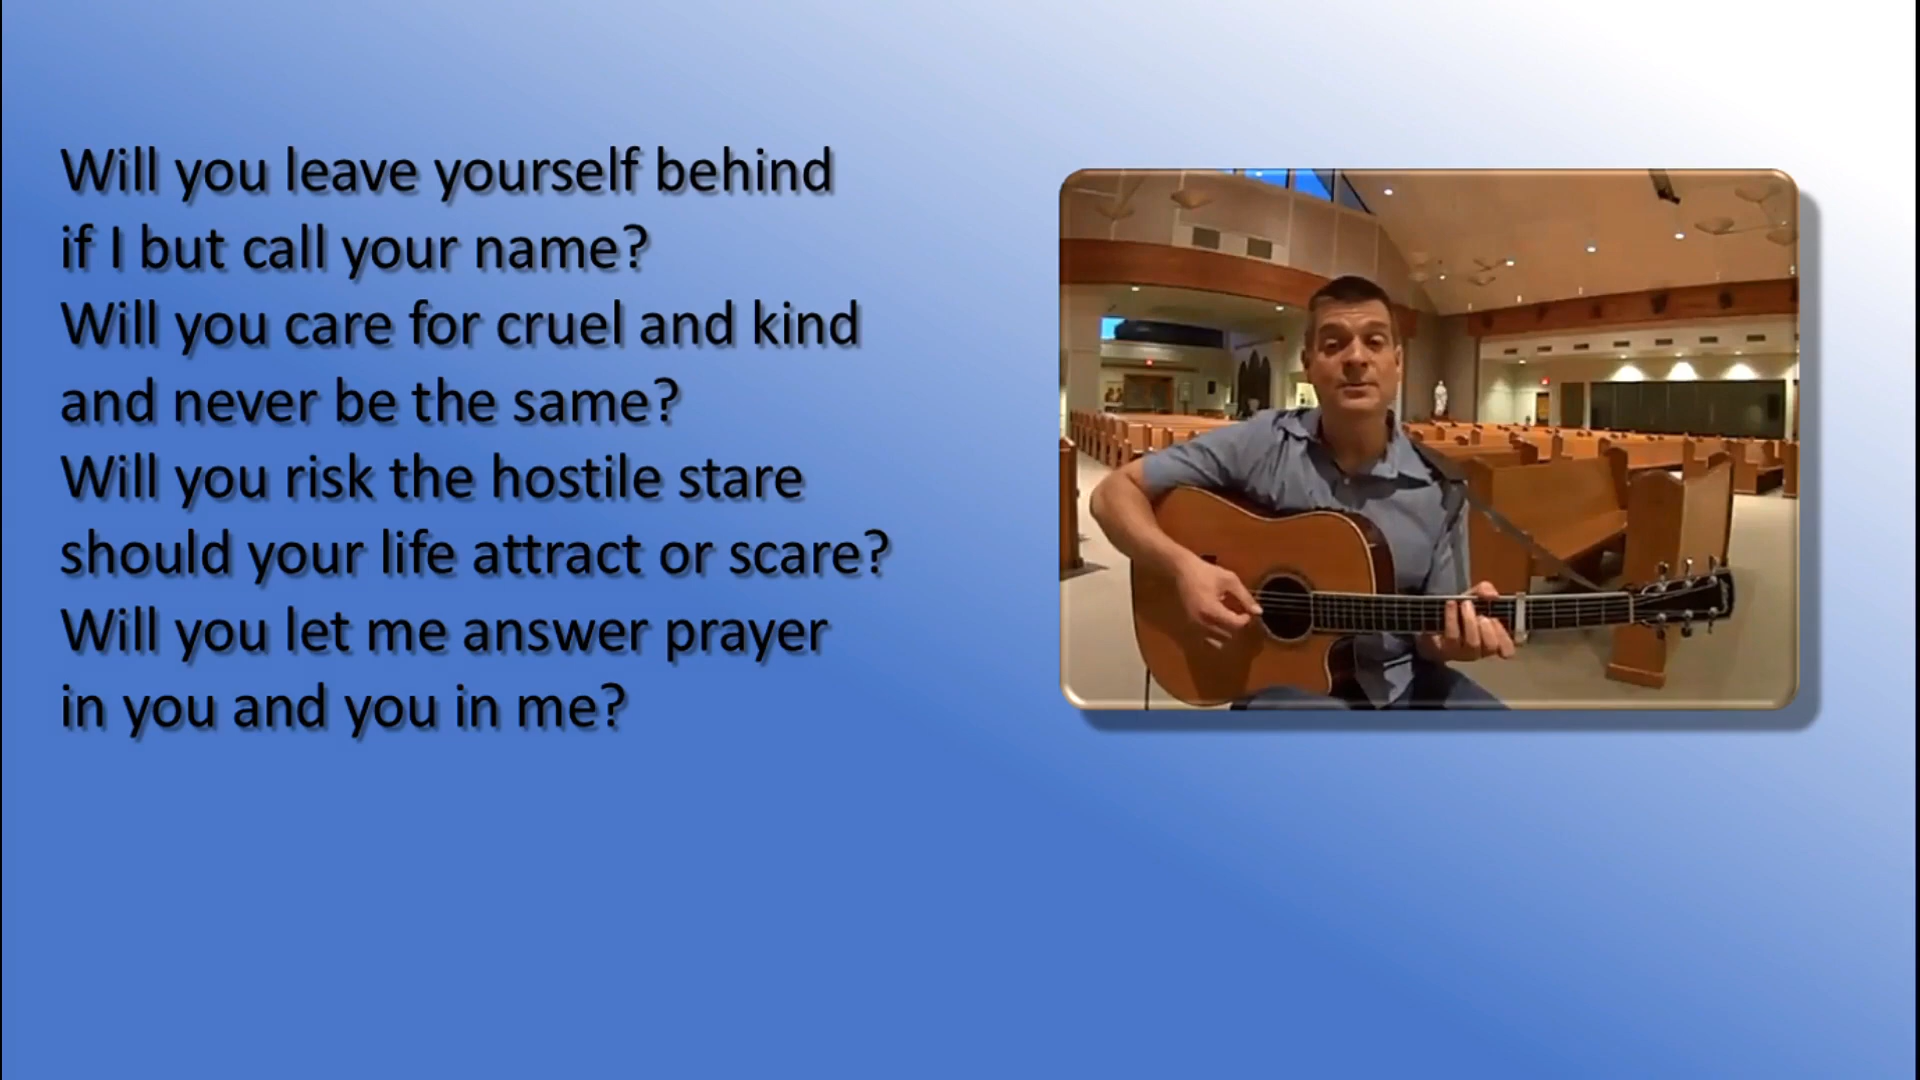 Will you leave yourself behind
if I but call your name?
Will you care for cruel and kind
and never be the same?
Will you risk the hostile stare
should your life attract or scare?
Will you let me answer prayer
in you and you in me?